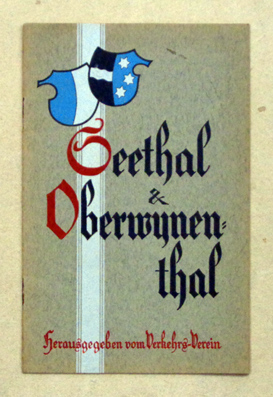 Seethal
&
Oberwynen=
thal
Herausgegeben vom Verkehrs-Verein